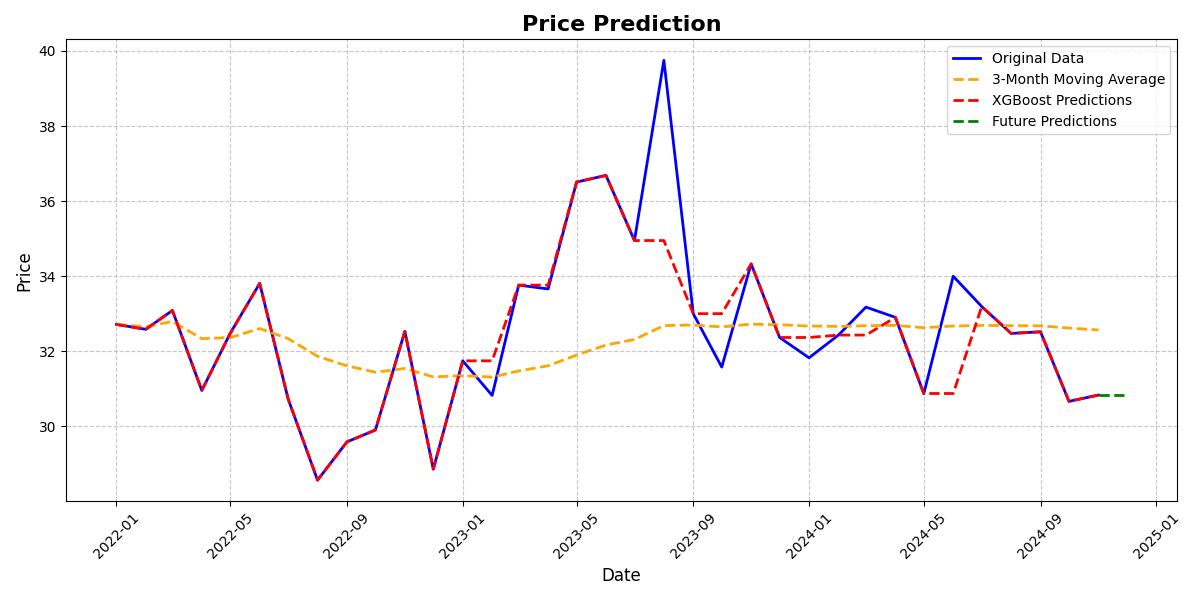 Price Prediction
Original Data
3-Month Moving Average
XGBoost Predictions
Future Predictions
Price
40
38
36
34
32
30
2022-01
2022-05
2022-09
2023-01
2023-05
2023-09
2024-01
2024-05
2024-09
2025-01
Date